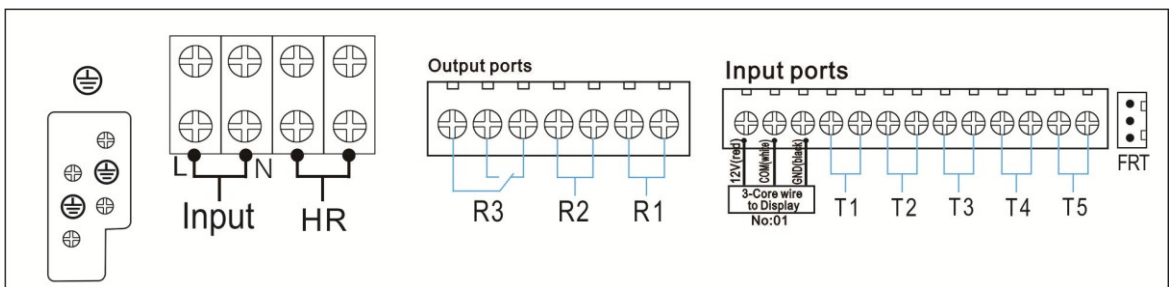 Output ports
Input ports
L N
Input HR
R3 R2 R1
12V(red)
COM(white)
GND(black)
3-Core wire
to Display
No:01
T1 T2 T3 T4 T5
FRT